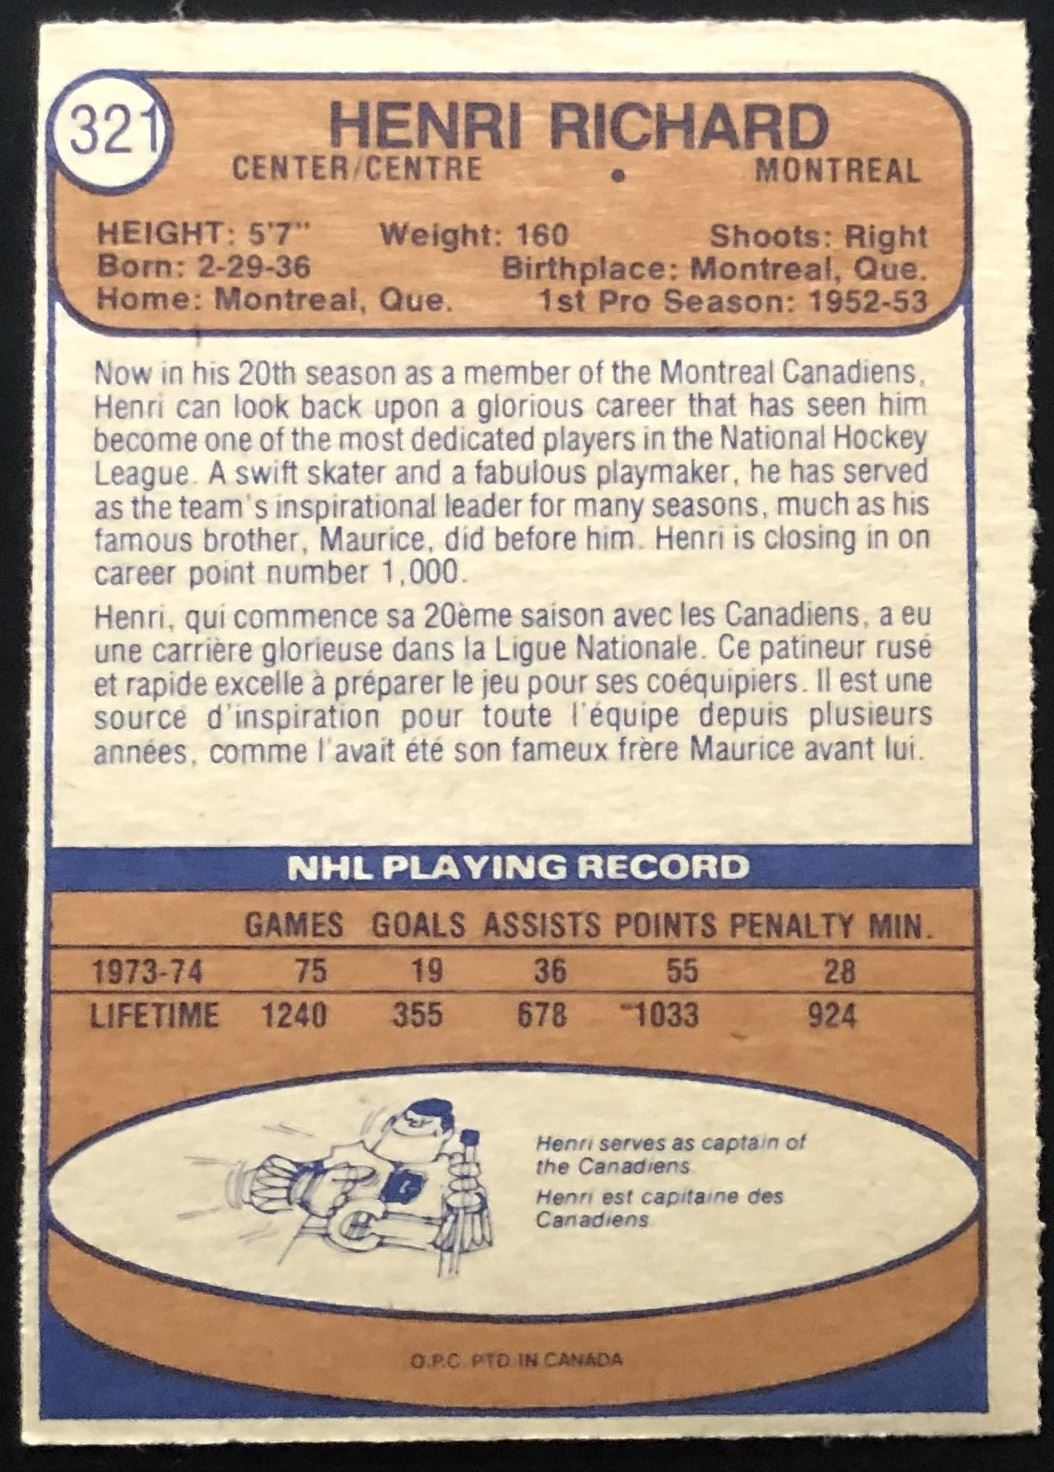 321
HENRI RICHARD
CENTER/CENTRE • MONTREAL
HEIGHT: 5'7" Weight: 160 Shoots: Right
Born: 2-29-36 Birthplace: Montreal, Que.
Home: Montreal, Que. 1st Pro Season: 1952-53
Now in his 20th season as a member of the Montreal Canadiens,
Henri can look back upon a glorious career that has seen him
become one of the most dedicated players in the National Hockey
League. A swift skater and a fabulous playmaker, he has served
as the team's inspirational leader for many seasons, much as his
famous brother, Maurice, did before him. Henri is closing in on
career point number 1,000.
Henri, qui commence sa 20ème saison avec les Canadiens, a eu
une carrière glorieuse dans la Ligue Nationale. Ce patineur rusé
et rapide excelle à préparer le jeu pour ses coéquipiers. Il est une
source d'inspiration pour toute l'équipe depuis plusieurs
années, comme l'avait été son fameux frère Maurice avant lui.
NHL PLAYING RECORD
GAMES GOALS ASSISTS POINTS PENALTY MIN.
1973-74 75 19 36 55 28
LIFETIME 1240 355 678 1033 924
Henri serves as captain of
the Canadiens.
Henri est capitaine des
Canadiens.
O.P.C. PTD. IN CANADA